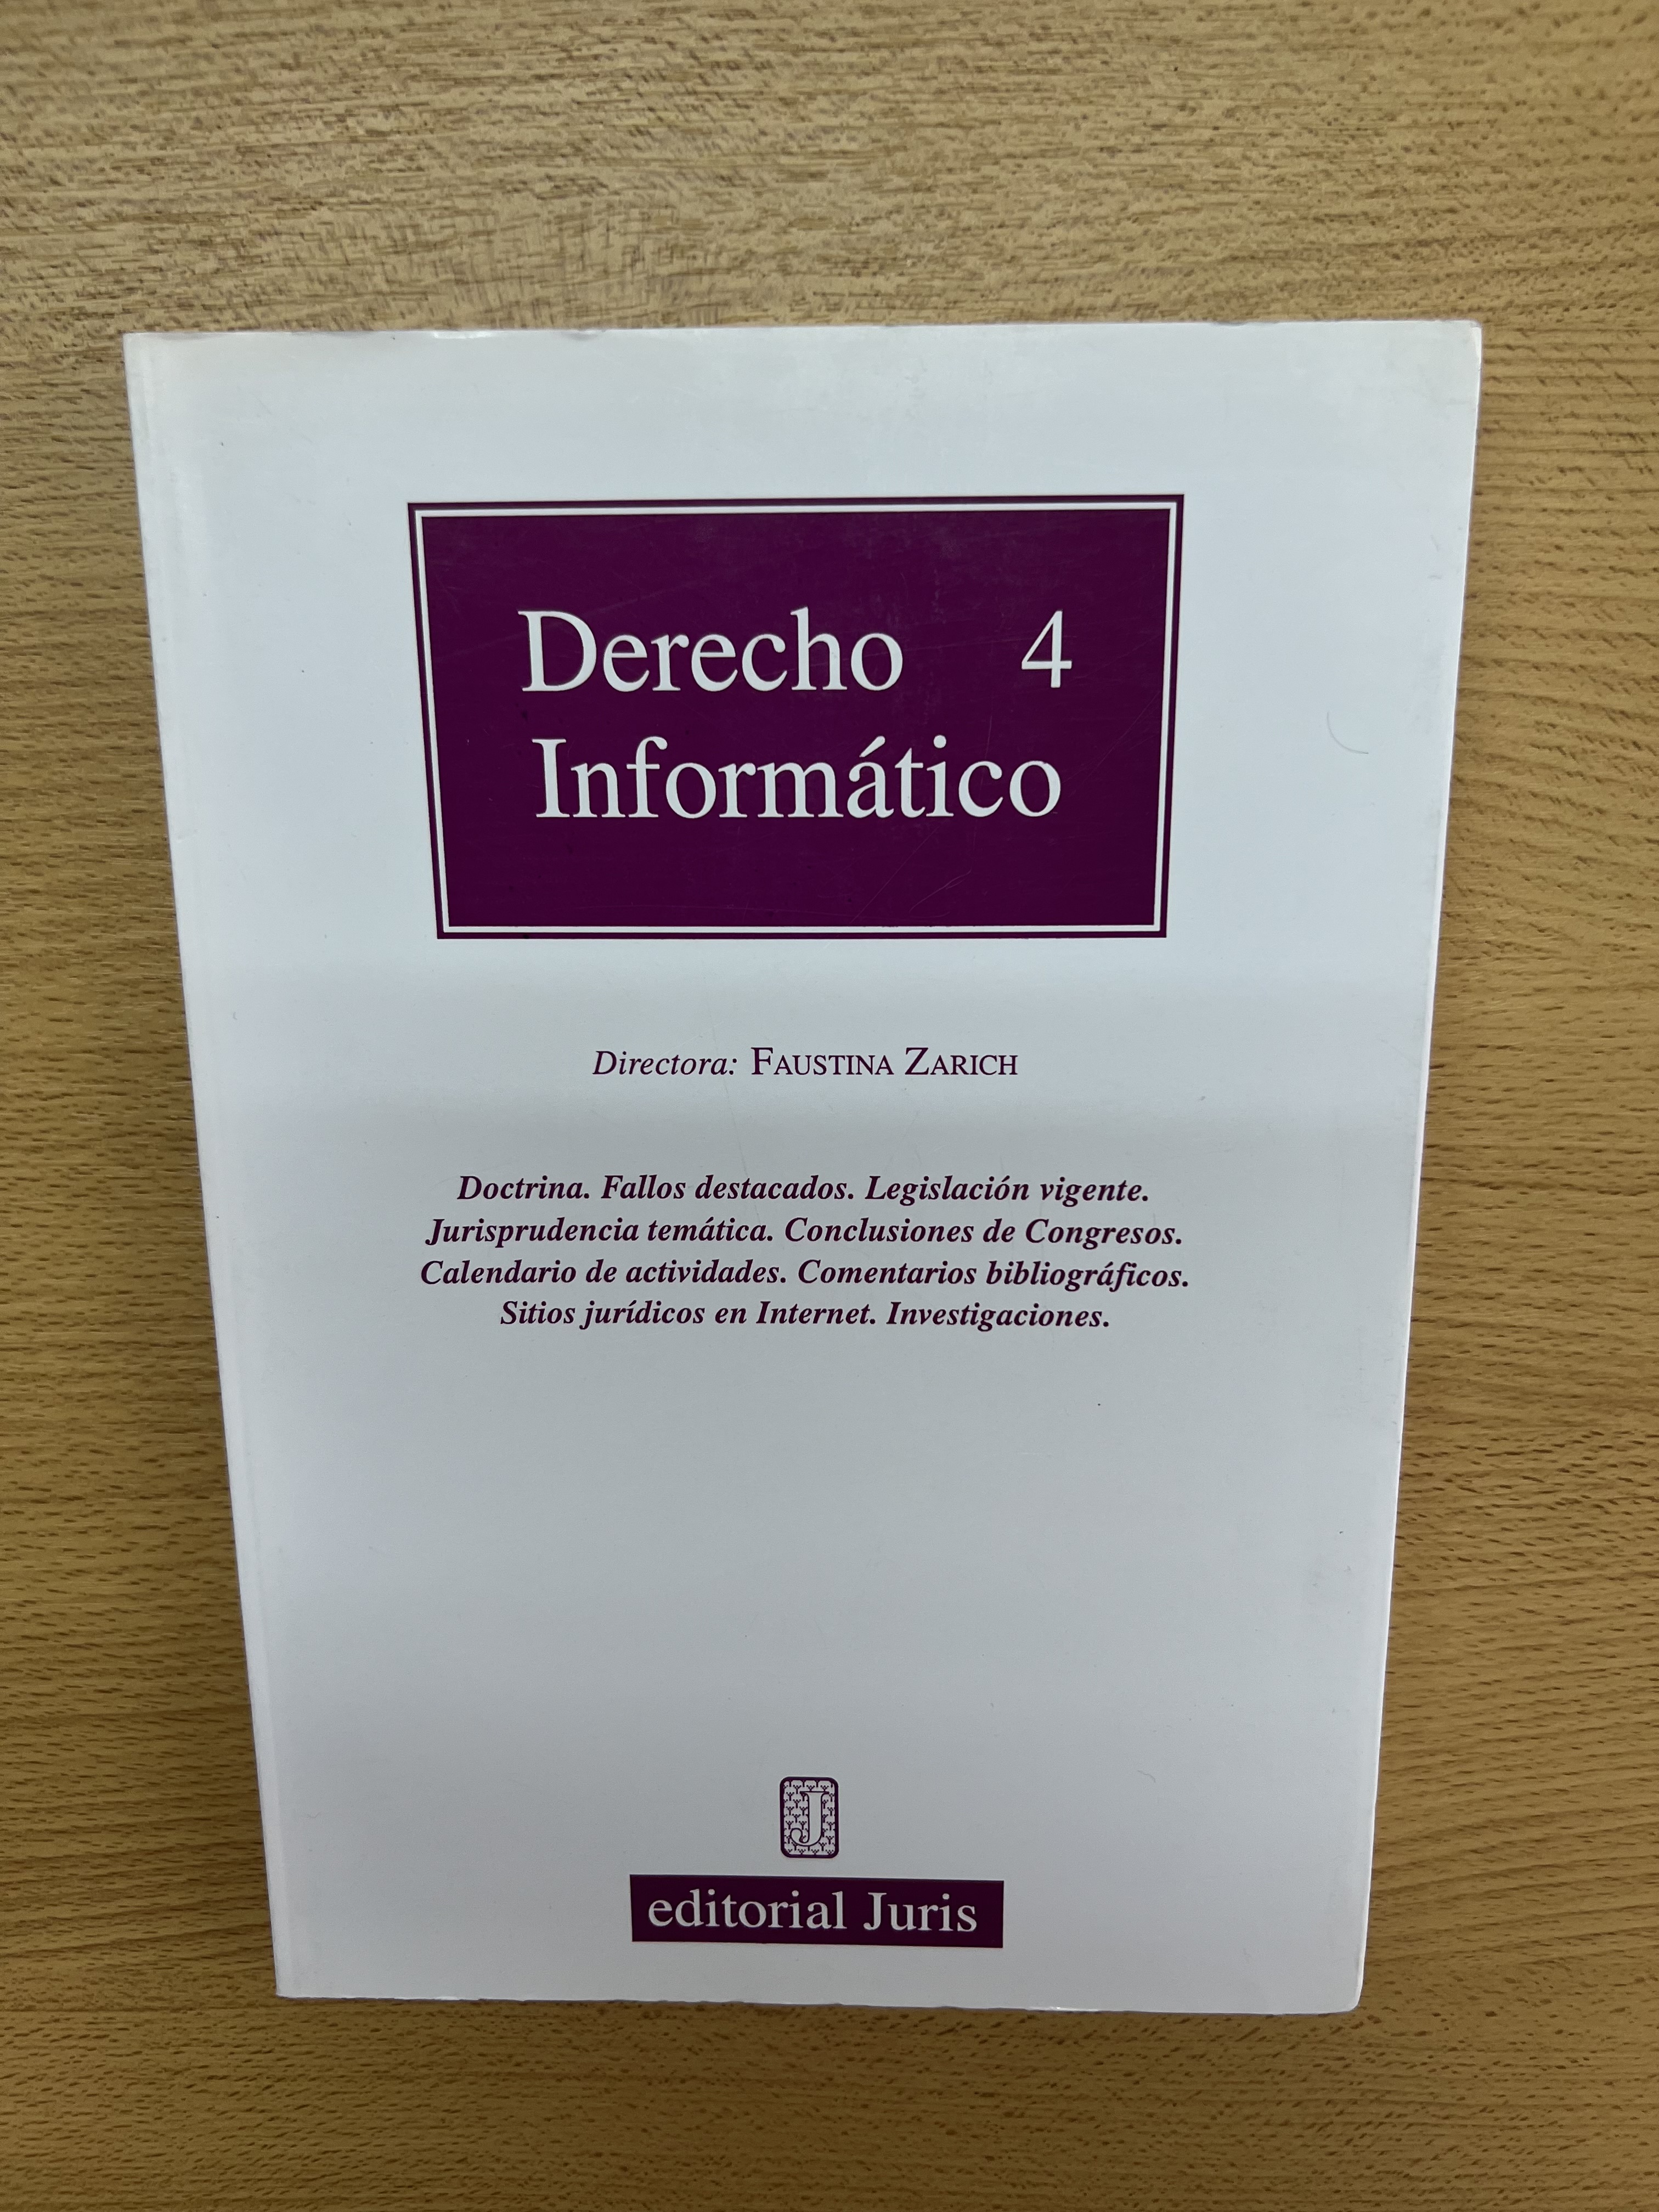 Derecho 4
Informático
Directora: FAUSTINA ZARICH
Doctrina. Fallos destacados. Legislación vigente.
Jurisprudencia temática. Conclusiones de Congresos.
Calendario de actividades. Comentarios bibliográficos.
Sitios jurídicos en Internet. Investigaciones.
J
editorial Juris